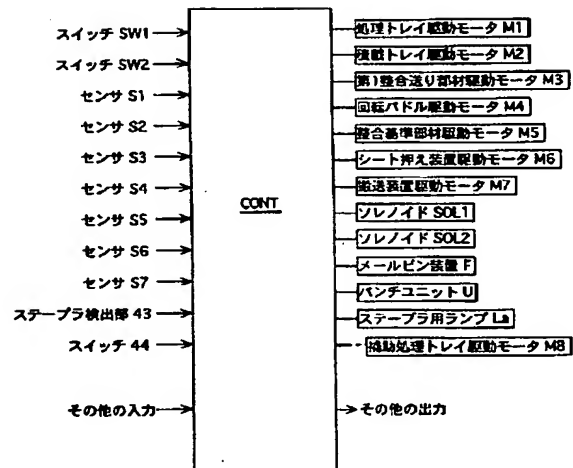 スイッチ SW1
スイッチ SW2
センサ S1
センサ S2
センサ S3
センサ S4
センサ S5
センサ S6
センサ S7
ステープラ検出部 43
スイッチ 44
その他の入力
CONT
処理トレイ駆動モータ M1
積載トレイ駆動モータ M2
第1整合送り部材駆動モータ M3
回転パドル駆動モータ M4
整合基準部材駆動モータ M5
シート押え装置駆動モータ M6
搬送装置駆動モータ M7
ソレノイド SOL1
ソレノイド SOL2
メールビン装置 F
パンチユニット U
ステープラ用ランプ La
補助処理トレイ駆動モータ M8
その他の出力